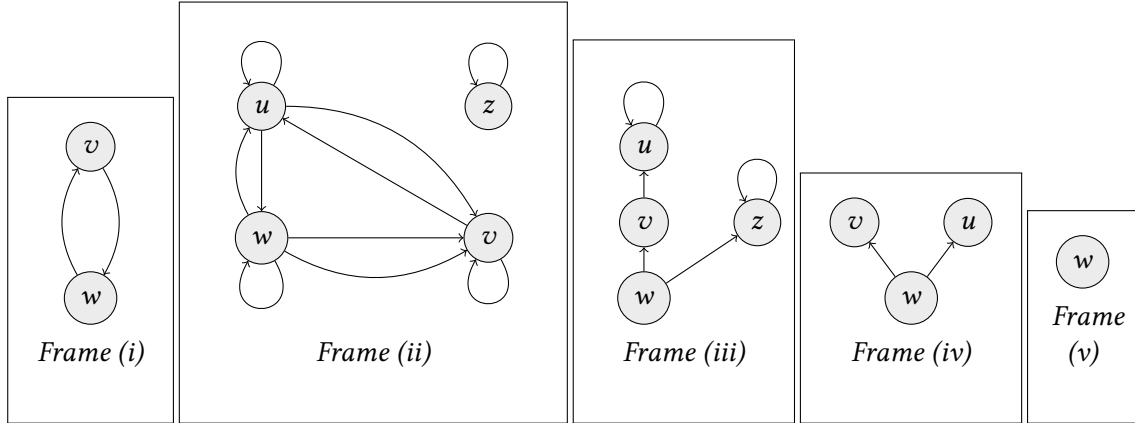 v
w
Frame (i)
u
z
w
v
Frame (ii)
u
v
z
w
Frame (iii)
v
u
w
Frame (iv)
w
Frame
(v)